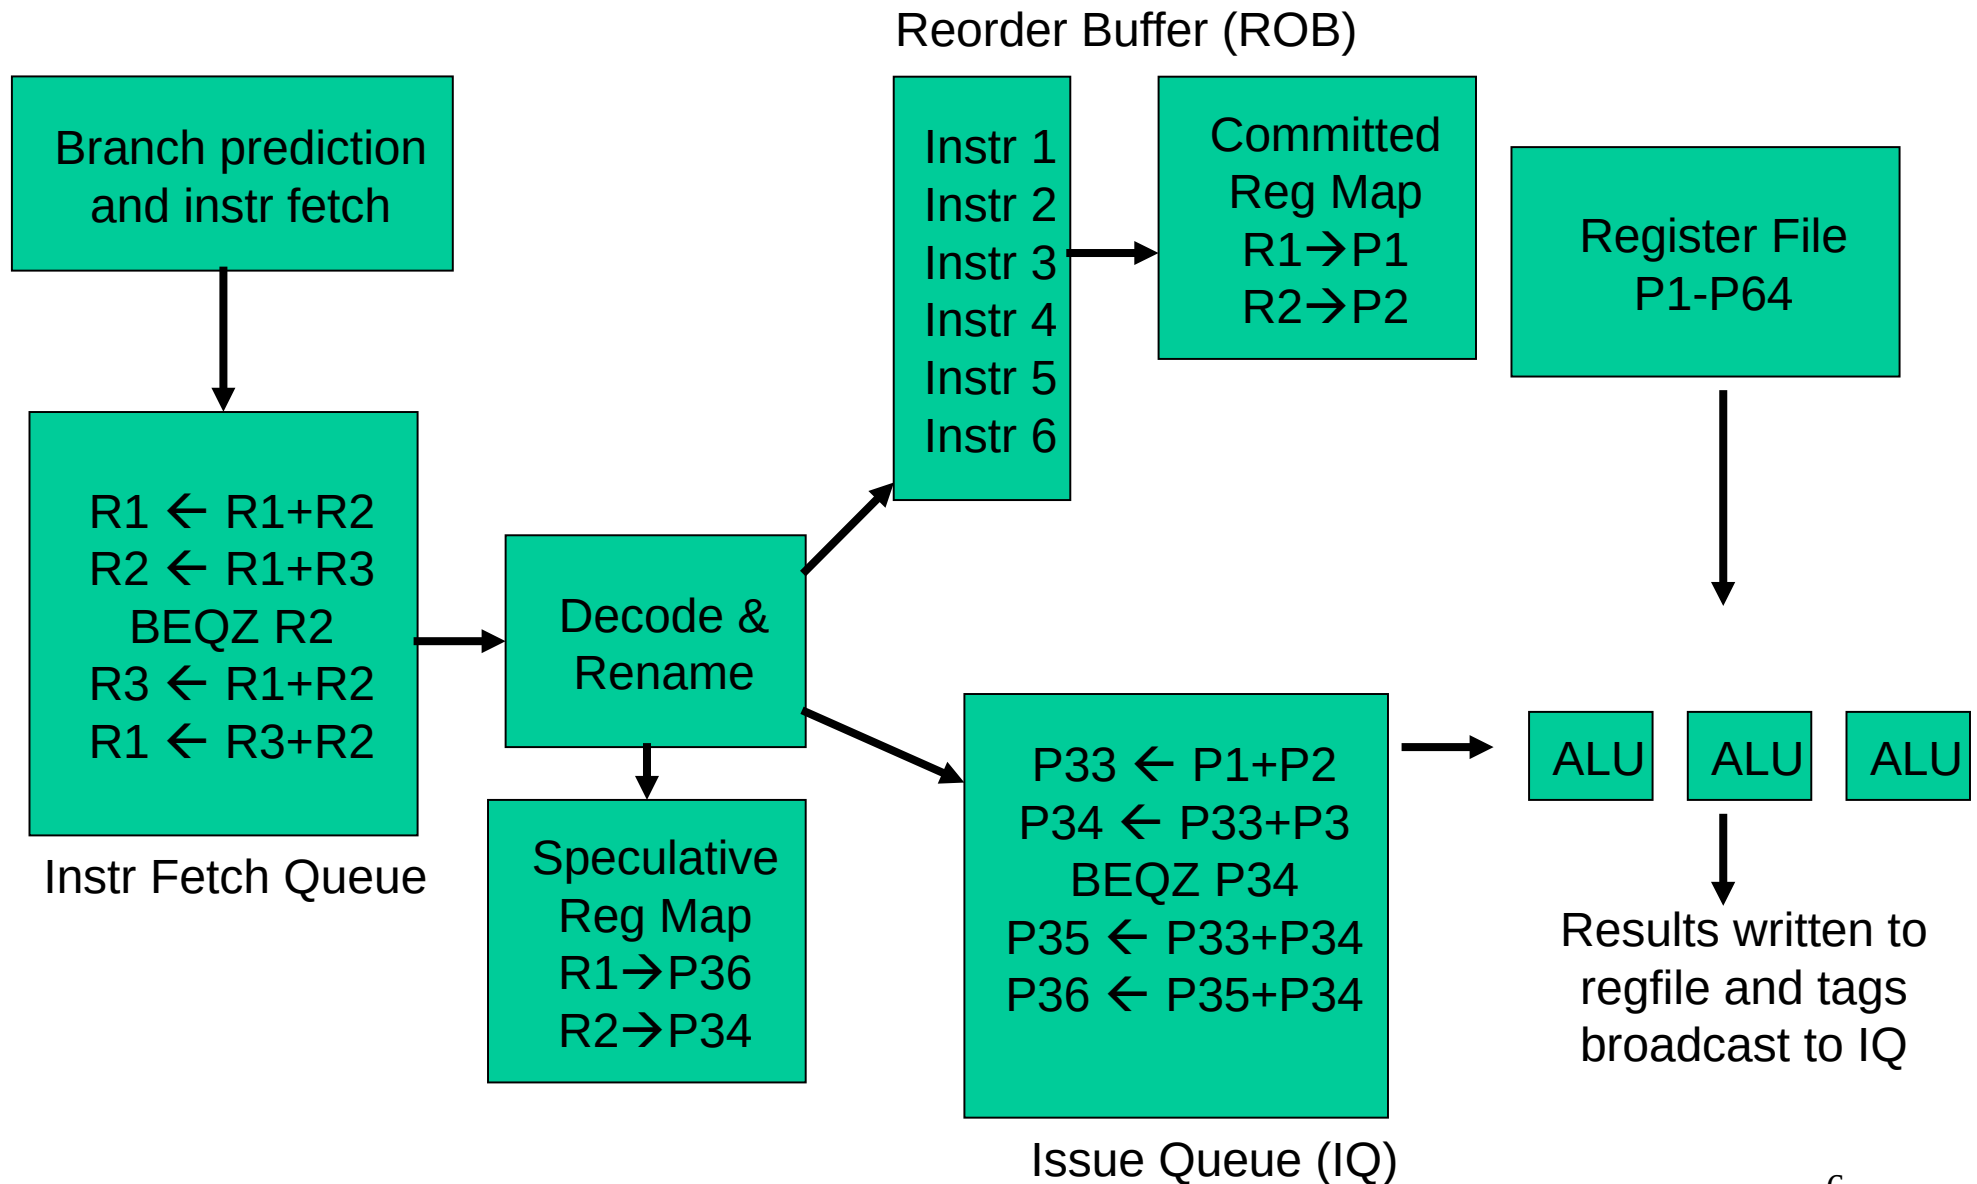 Reorder Buffer (ROB)
Branch prediction
and instr fetch
Instr 1
Instr 2
Instr 3
Instr 4
Instr 5
Instr 6
Committed
Reg Map
R1→P1
R2→P2
Register File
P1-P64
R1 ← R1+R2
R2 ← R1+R3
BEQZ R2
R3 ← R1+R2
R1 ← R3+R2
Instr Fetch Queue
Decode &
Rename
Speculative
Reg Map
R1→P36
R2→P34
P33 ← P1+P2
P34 ← P33+P3
BEQZ P34
P35 ← P33+P34
P36 ← P35+P34
Issue Queue (IQ)
ALU
ALU
ALU
Results written to
regfile and tags
broadcast to IQ